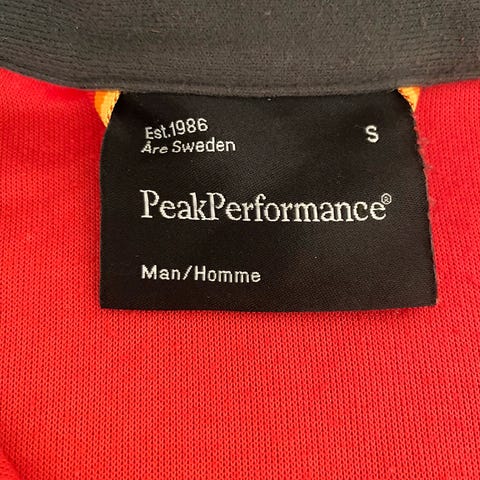 Est.1986
Åre Sweden
S
PeakPerformance®
Man/Homme